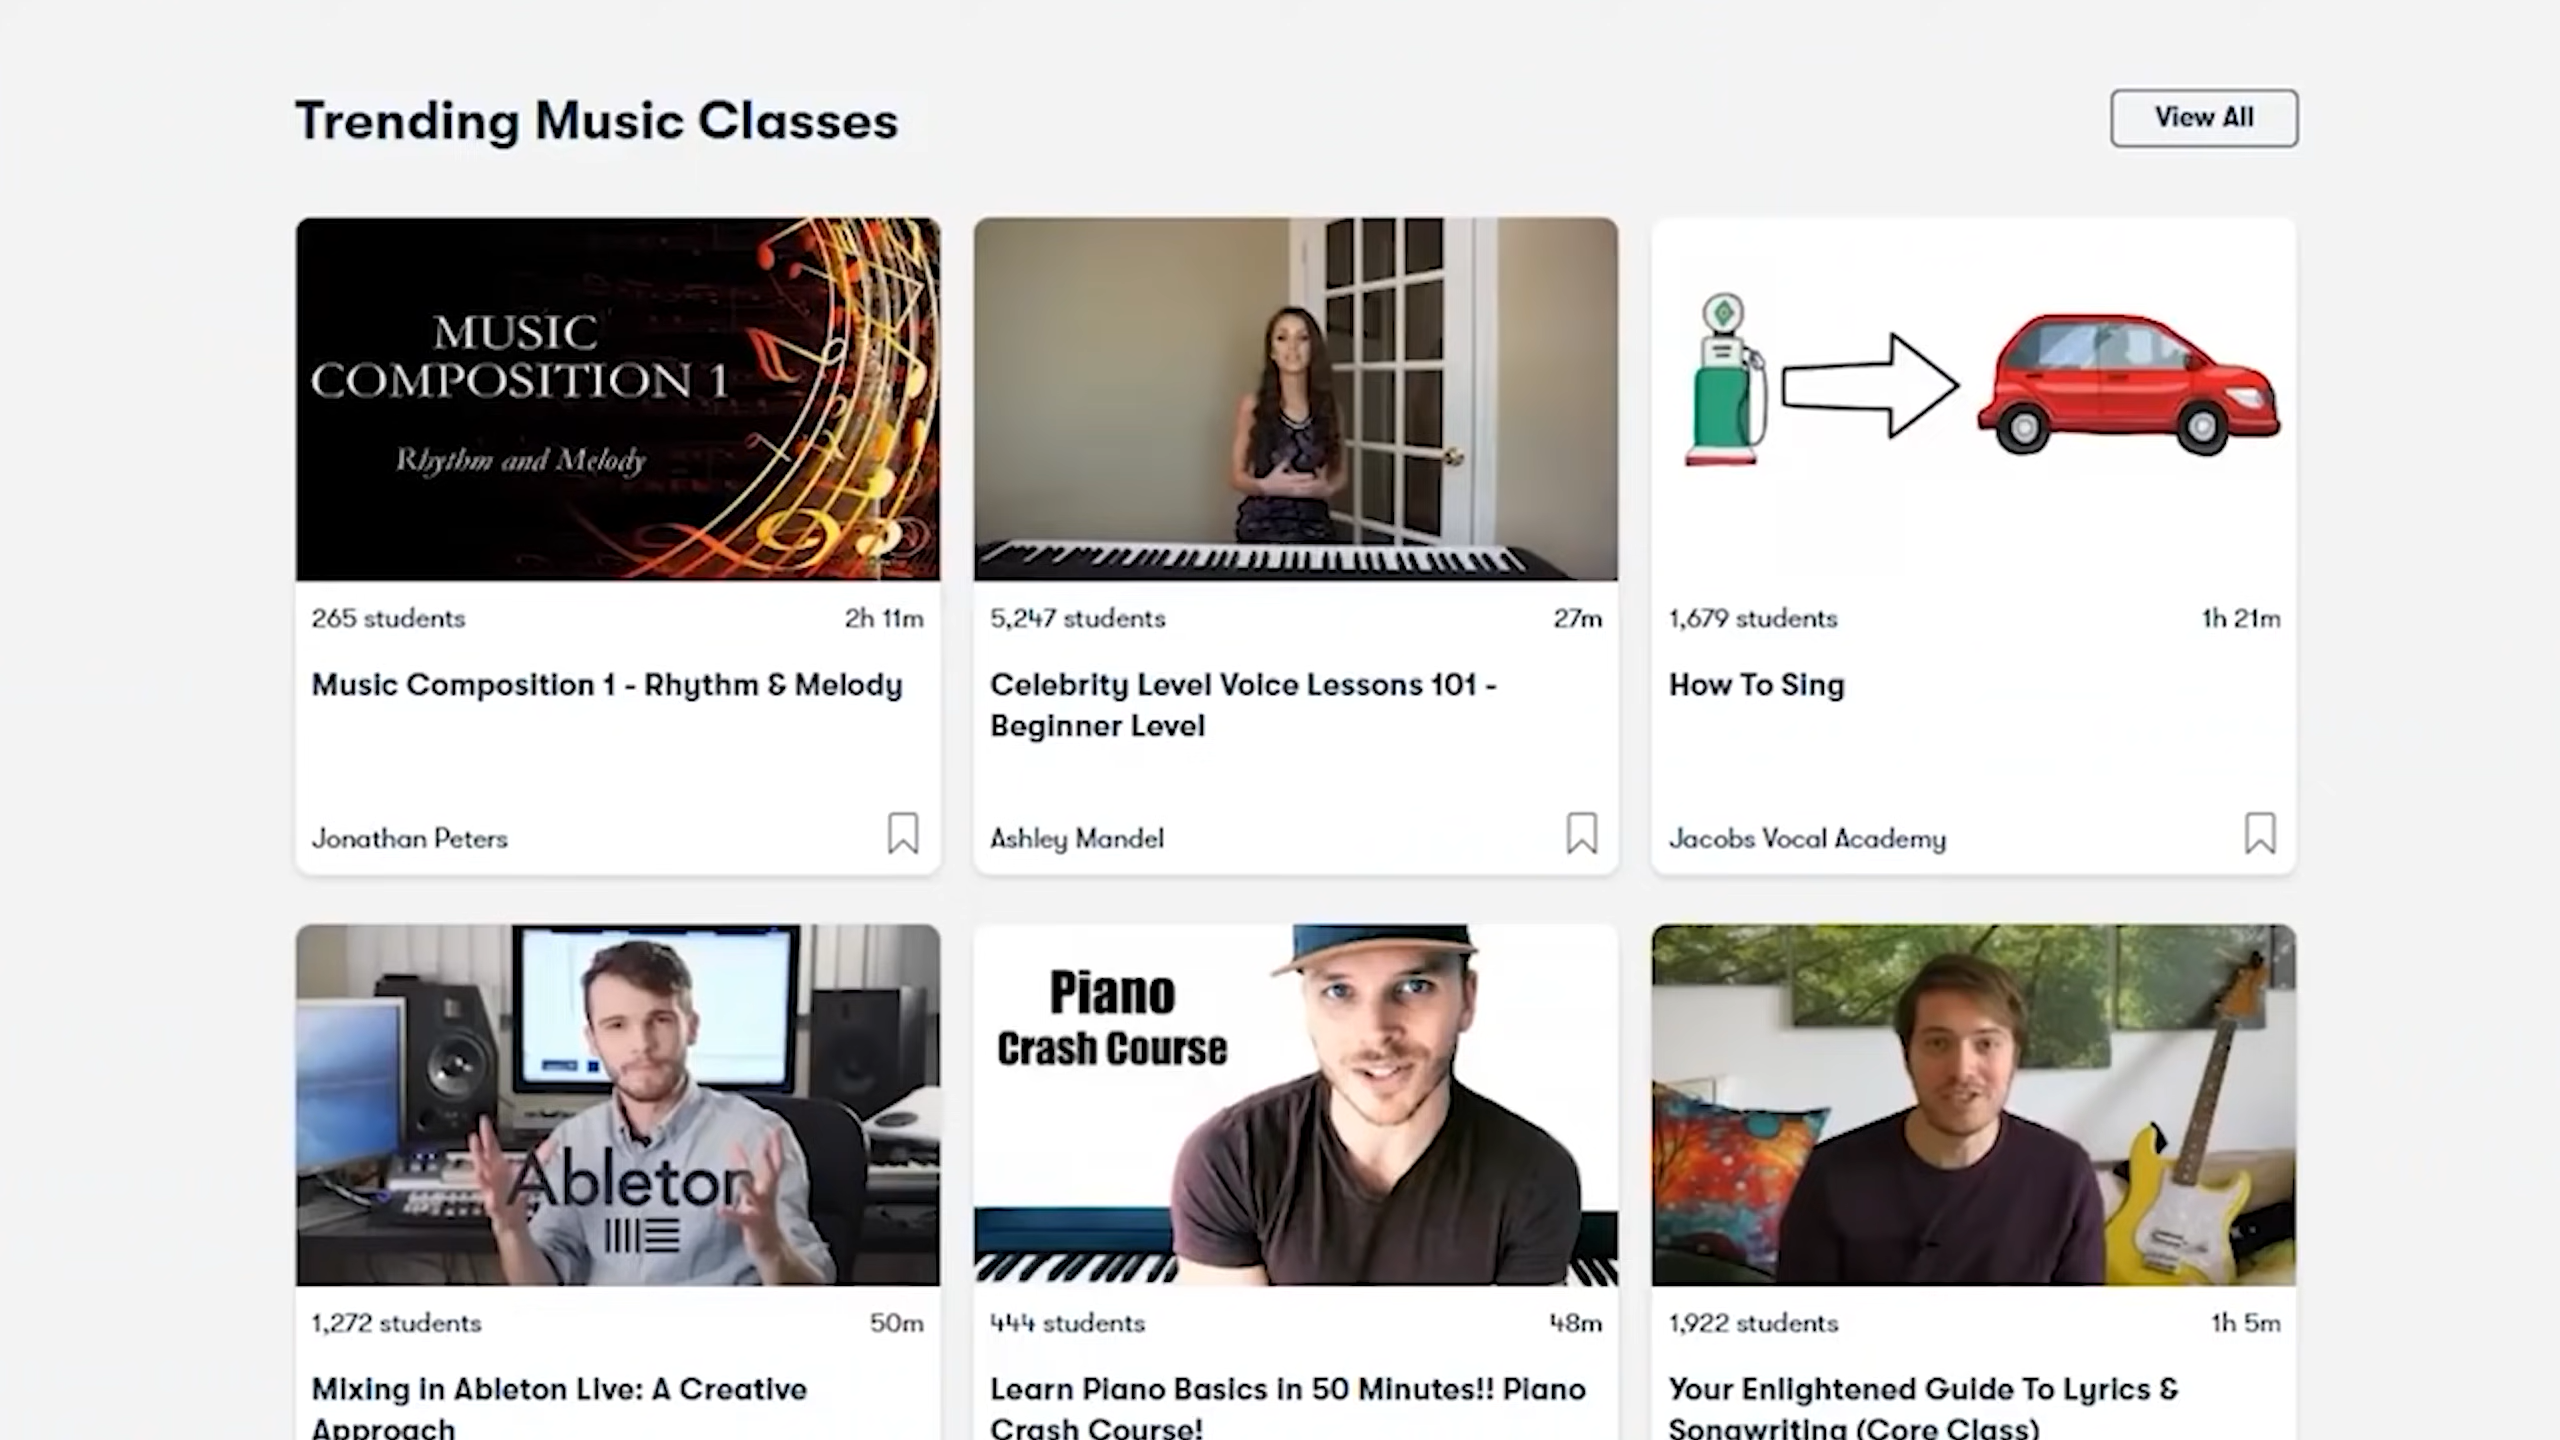 Trending Music Classes
View All
MUSIC
COMPOSITION 1
Rhythm and Melody
265 students
2h 11m
Music Composition 1 - Rhythm & Melody
Jonathan Peters
5,247 students
27m
Celebrity Level Voice Lessons 101 -
Beginner Level
Ashley Mandel
1,679 students
1h 21m
How To Sing
Jacobs Vocal Academy
Ableton
1,272 students
50m
Mixing in Ableton Live: A Creative
Approach
Piano
Crash Course
444 students
48m
Learn Piano Basics in 50 Minutes!! Piano
Crash Course!
1,922 students
1h 5m
Your Enlightened Guide To Lyrics &
Songwriting (Core Class)